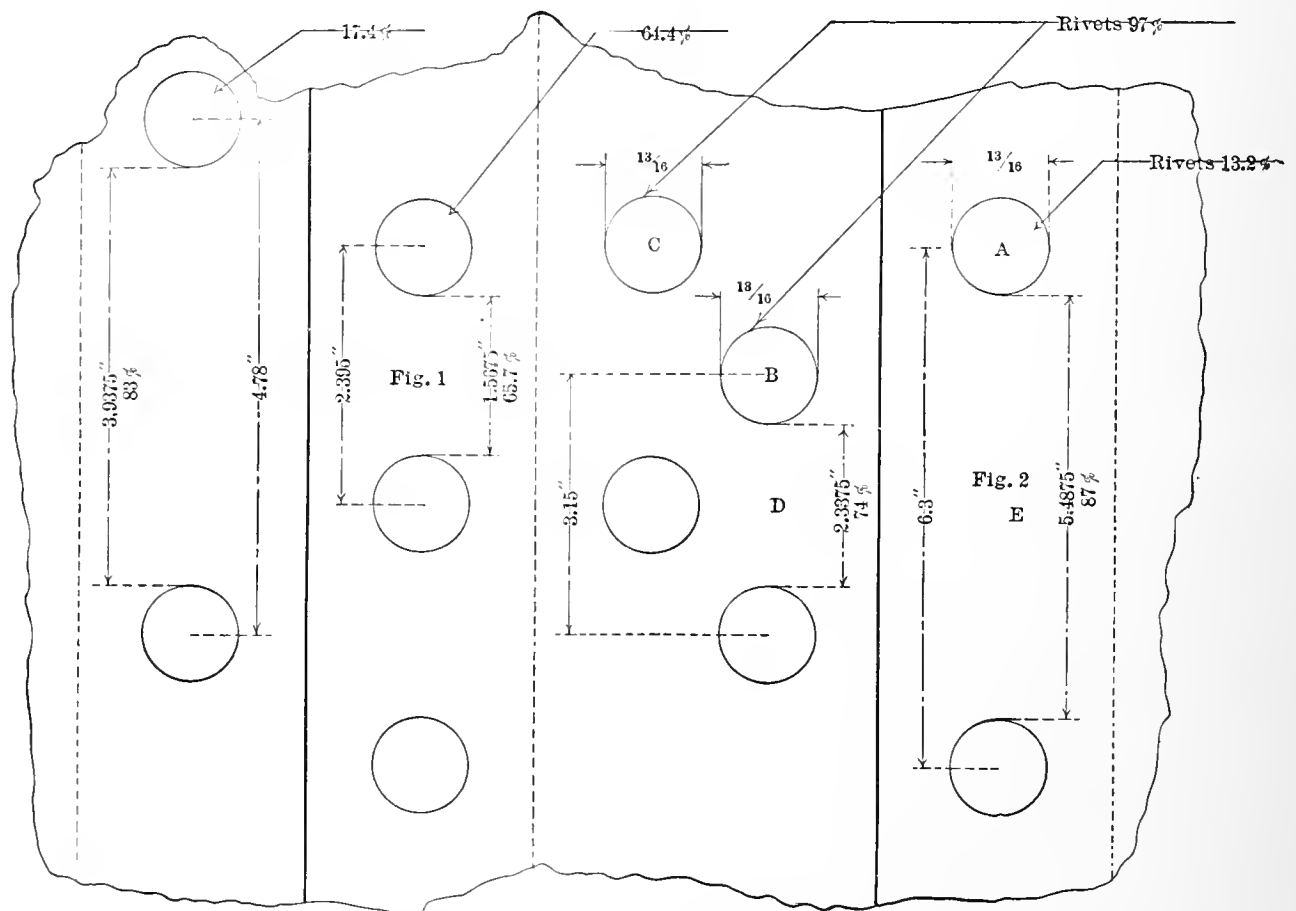 17.4%
64.4%
Rivets 97%
13/16
13/16
Rivets 13.2%
C
A
13/16
B
3.9375"
83%
4.78"
2.395"
Fig. 1
1.5675"
65.7%
3.15"
D
2.3375"
74%
6.3"
Fig. 2
E
5.4875"
87%